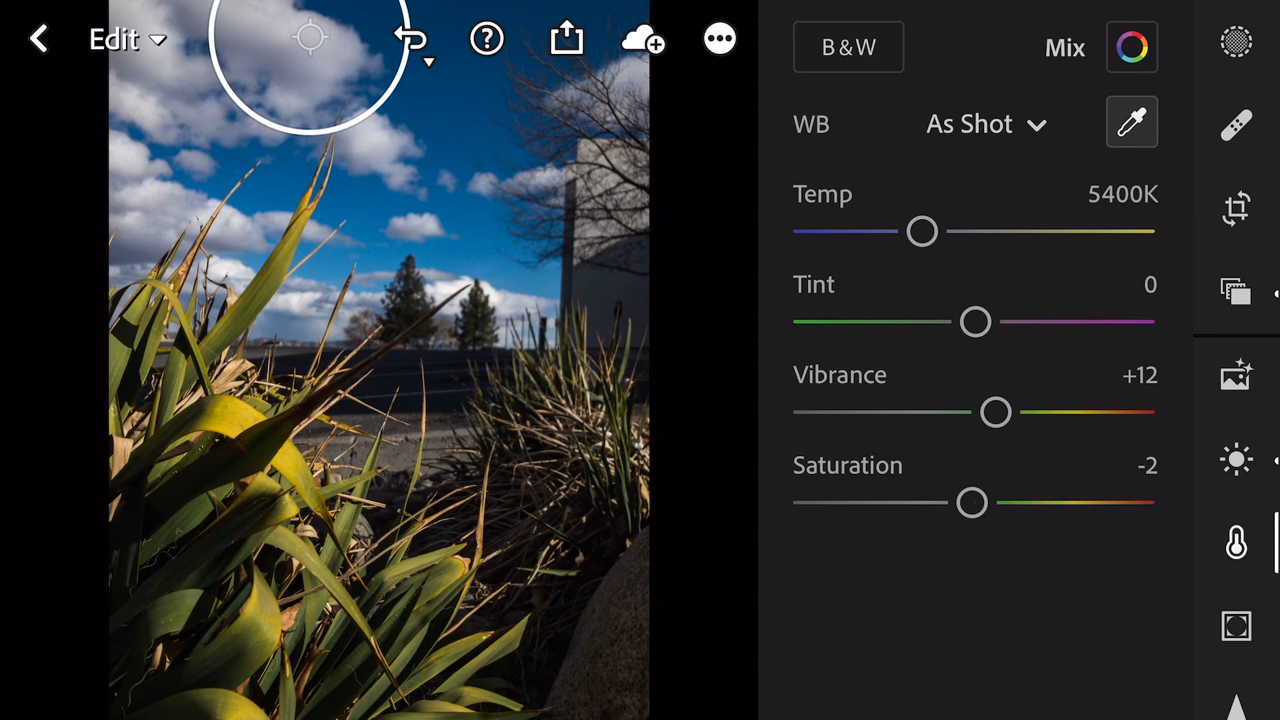 Edit
B&W
Mix
WB
As Shot
Temp
5400K
Tint
0
Vibrance
+12
Saturation
-2